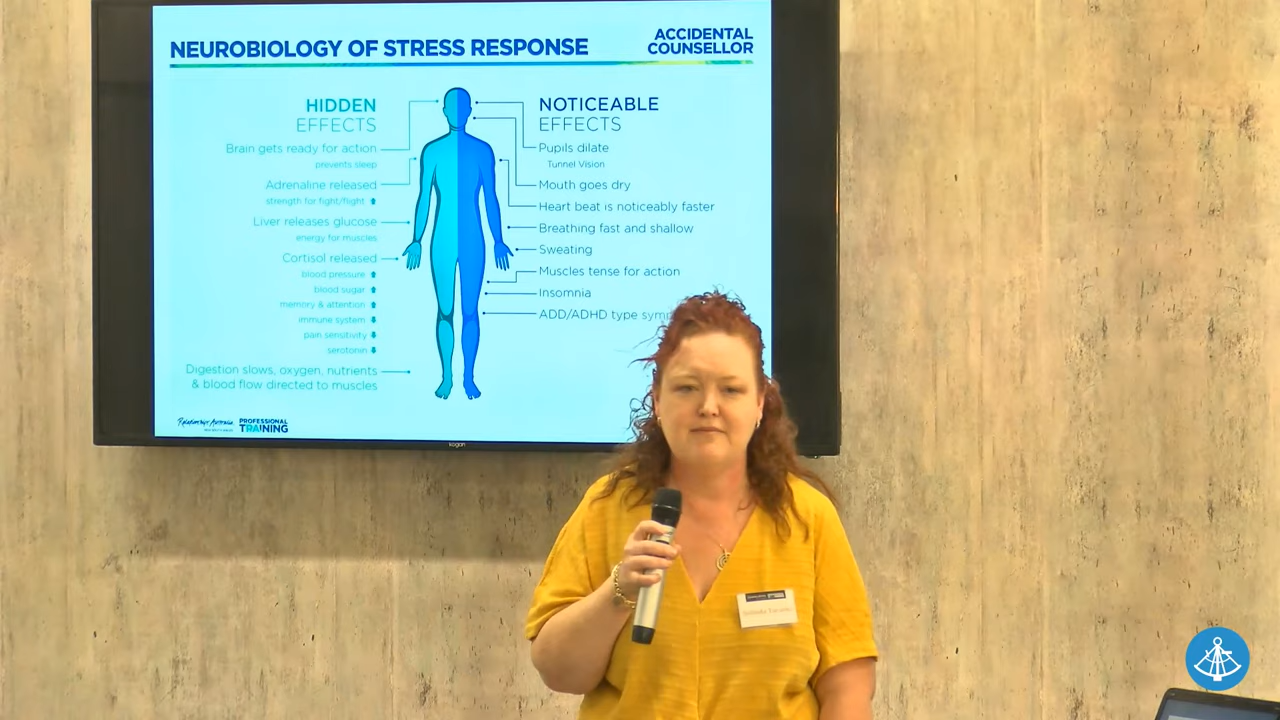 NEUROBIOLOGY OF STRESS RESPONSE
ACCIDENTAL
COUNSELLOR
HIDDEN
EFFECTS
Brain gets ready for action
prevents sleep
Adrenaline released
strength for fight/flight
Liver releases glucose
energy for muscles
Cortisol released
blood pressure
blood sugar
memory & attention
immune system
pain sensitivity
serotonin
Digestion slows, oxygen, nutrients
& blood flow directed to muscles
NOTICEABLE
EFFECTS
Pupils dilate
Tunnel Vision
Mouth goes dry
Heart beat is noticeably faster
Breathing fast and shallow
Sweating
Muscles tense for action
Insomnia
ADD/ADHD type
Relationships Australia
PROFESSIONAL
TRAINING
kogan